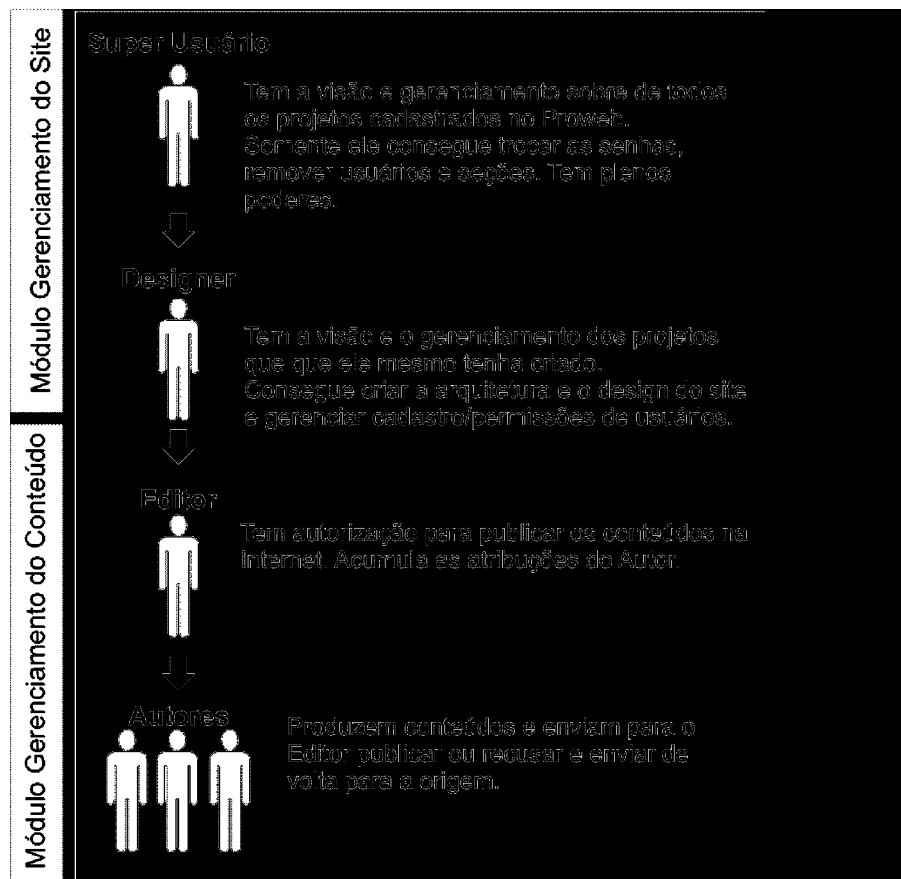 Módulo Gerenciamento do Site
Super Usuário
Tem a visão e gerenciamento sobre de todos
os projetos cadastrados no Proweb.
Somente ele consegue trocar as senhas,
remover usuários e seções. Tem plenos
poderes.
Designer
Tem a visão e o gerenciamento dos projetos
que que ele mesmo tenha criado.
Consegue criar a arquitetura e o design do site
e gerenciar cadastro/permissões de usuários.
Módulo Gerenciamento do Conteúdo
Editor
Tem autorização para publicar os conteúdos na
Internet. Acumula as atribuções do Autor.
Autores
Produzem conteúdos e enviam para o
Editor publicar ou recusar e enviar de
volta para a origem.